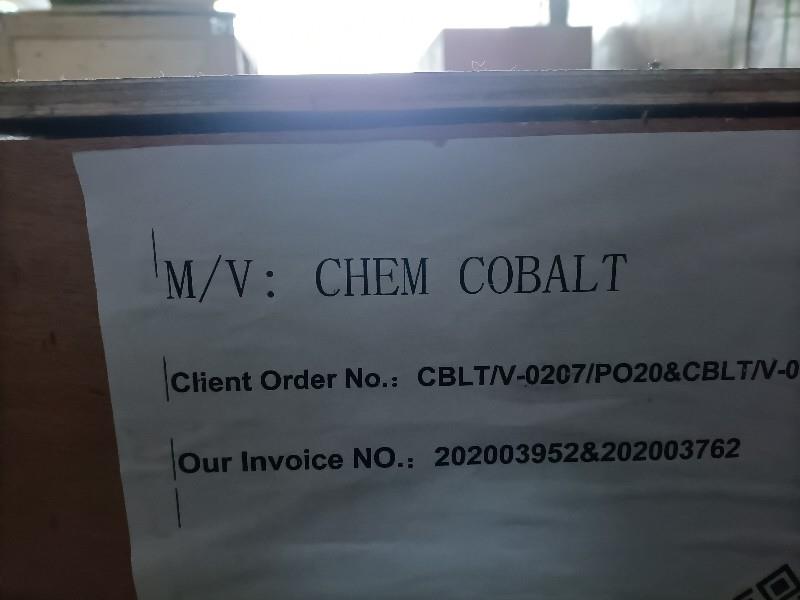 M/V: CHEM COBALT
Client Order No.: CBLT/V-0207/PO20&CBLT/V-0
Our Invoice NO.: 202003952&202003762